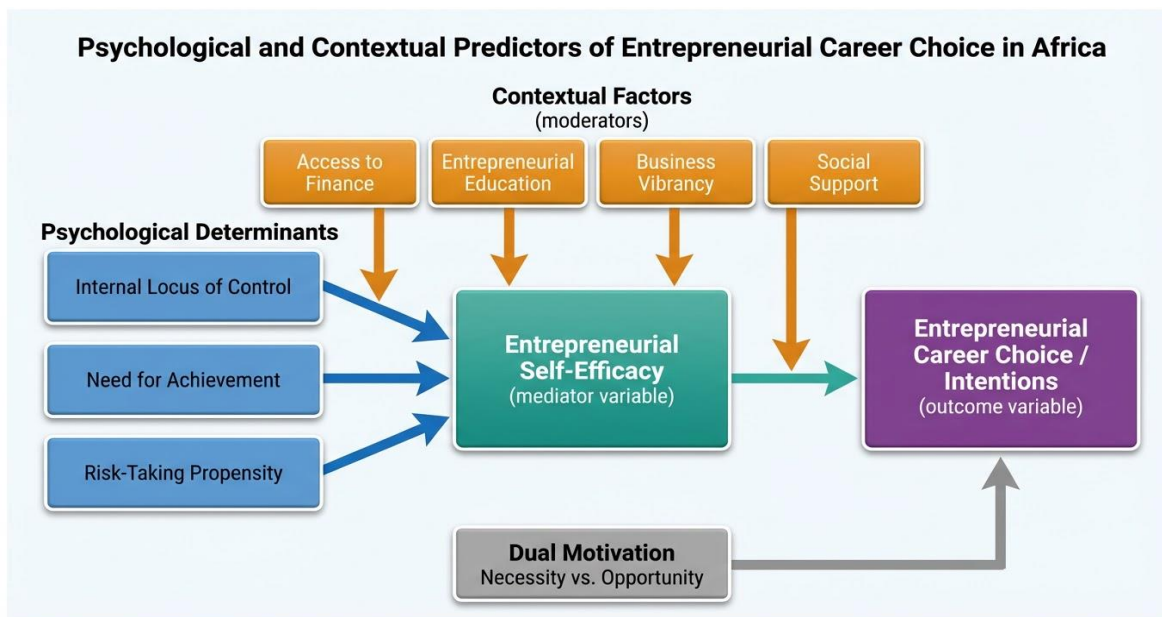 Psychological and Contextual Predictors of Entrepreneurial Career Choice in Africa
Contextual Factors
(moderators)
Access to
Finance
Entrepreneurial
Education
Business
Vibrancy
Social
Support
Psychological Determinants
Internal Locus of Control
Need for Achievement
Risk-Taking Propensity
Entrepreneurial
Self-Efficacy
(mediator variable)
Entrepreneurial
Career Choice /
Intentions
(outcome variable)
Dual Motivation
Necessity vs. Opportunity